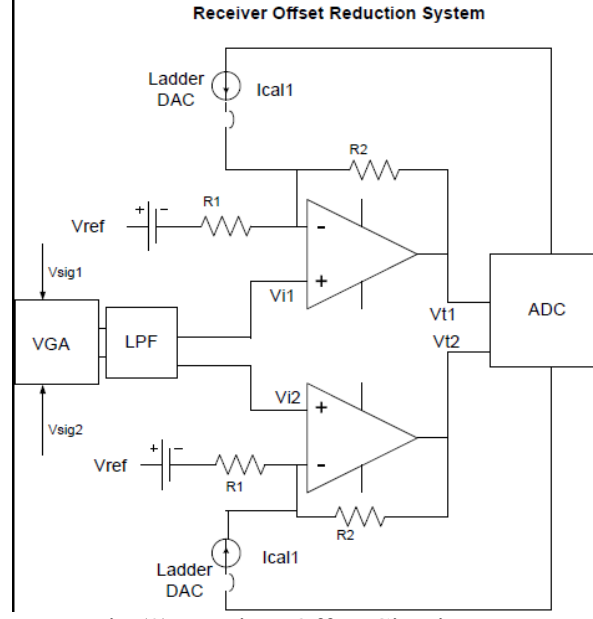 Receiver Offset Reduction System
Ladder
DAC
Ical1
R2
R1
+ -
Vref
-
+
Vsig1
Vi1
VGA
LPF
Vt1
Vt2
ADC
Vi2
+
-
Vsig2
+ -
Vref
R1
R2
Ical1
Ladder
DAC